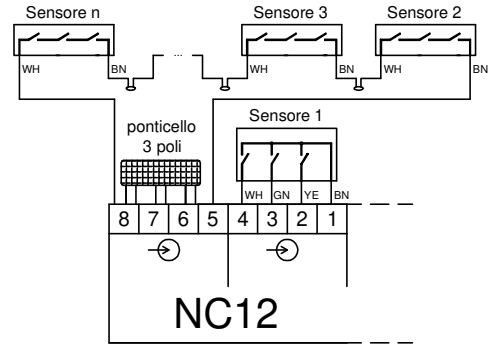 Sensore n
Sensore 3
Sensore 2
...
WH BN WH BN WH BN
Sensore 1
ponticello
3 poli
WH GN YE BN
8 7 6 5 4 3 2 1
NC12